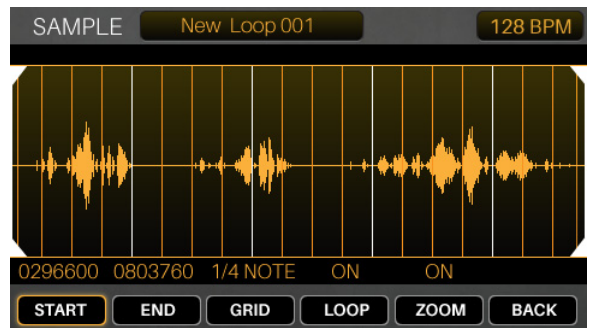 SAMPLE New Loop 001 128 BPM
0296600 0803760 1/4 NOTE ON ON
START END GRID LOOP ZOOM BACK